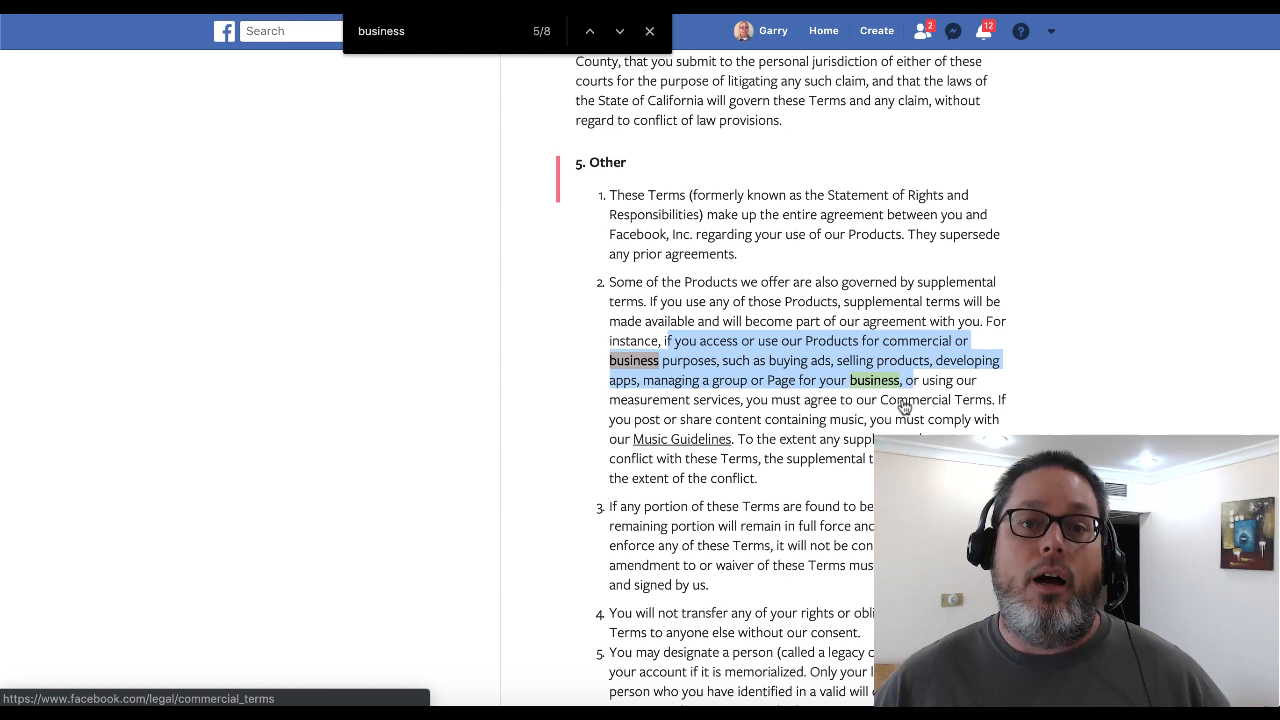 Search
business
5/8
Garry
Home
Create
2
12
County, that you submit to the personal jurisdiction of either of these
courts for the purpose of litigating any such claim, and that the laws of
the State of California will govern these Terms and any claim, without
regard to conflict of law provisions.
5. Other
1. These Terms (formerly known as the Statement of Rights and
Responsibilities) make up the entire agreement between you and
Facebook, Inc. regarding your use of our Products. They supersede
any prior agreements.
2. Some of the Products we offer are also governed by supplemental
terms. If you use any of those Products, supplemental terms will be
made available and will become part of our agreement with you. For
instance, if you access or use our Products for commercial or
business purposes, such as buying ads, selling products, developing
apps, managing a group or Page for your business, or using our
measurement services, you must agree to our Commercial Terms. If
you post or share content containing music, you must comply with
our Music Guidelines. To the extent any
conflict with these Terms, the supplemental
the extent of the conflict.
3. If any portion of these Terms are found to be
remaining portion will remain in full force and
enforce any of these Terms, it will not be
amendment to or waiver of these Terms
and signed by us.
4. You will not transfer any of your rights or
Terms to anyone else without our consent.
5. You may designate a person (called a legacy
your account if it is memorialized. Only your
person who you have identified in a valid will
https://www.facebook.com/legal/commercial_terms